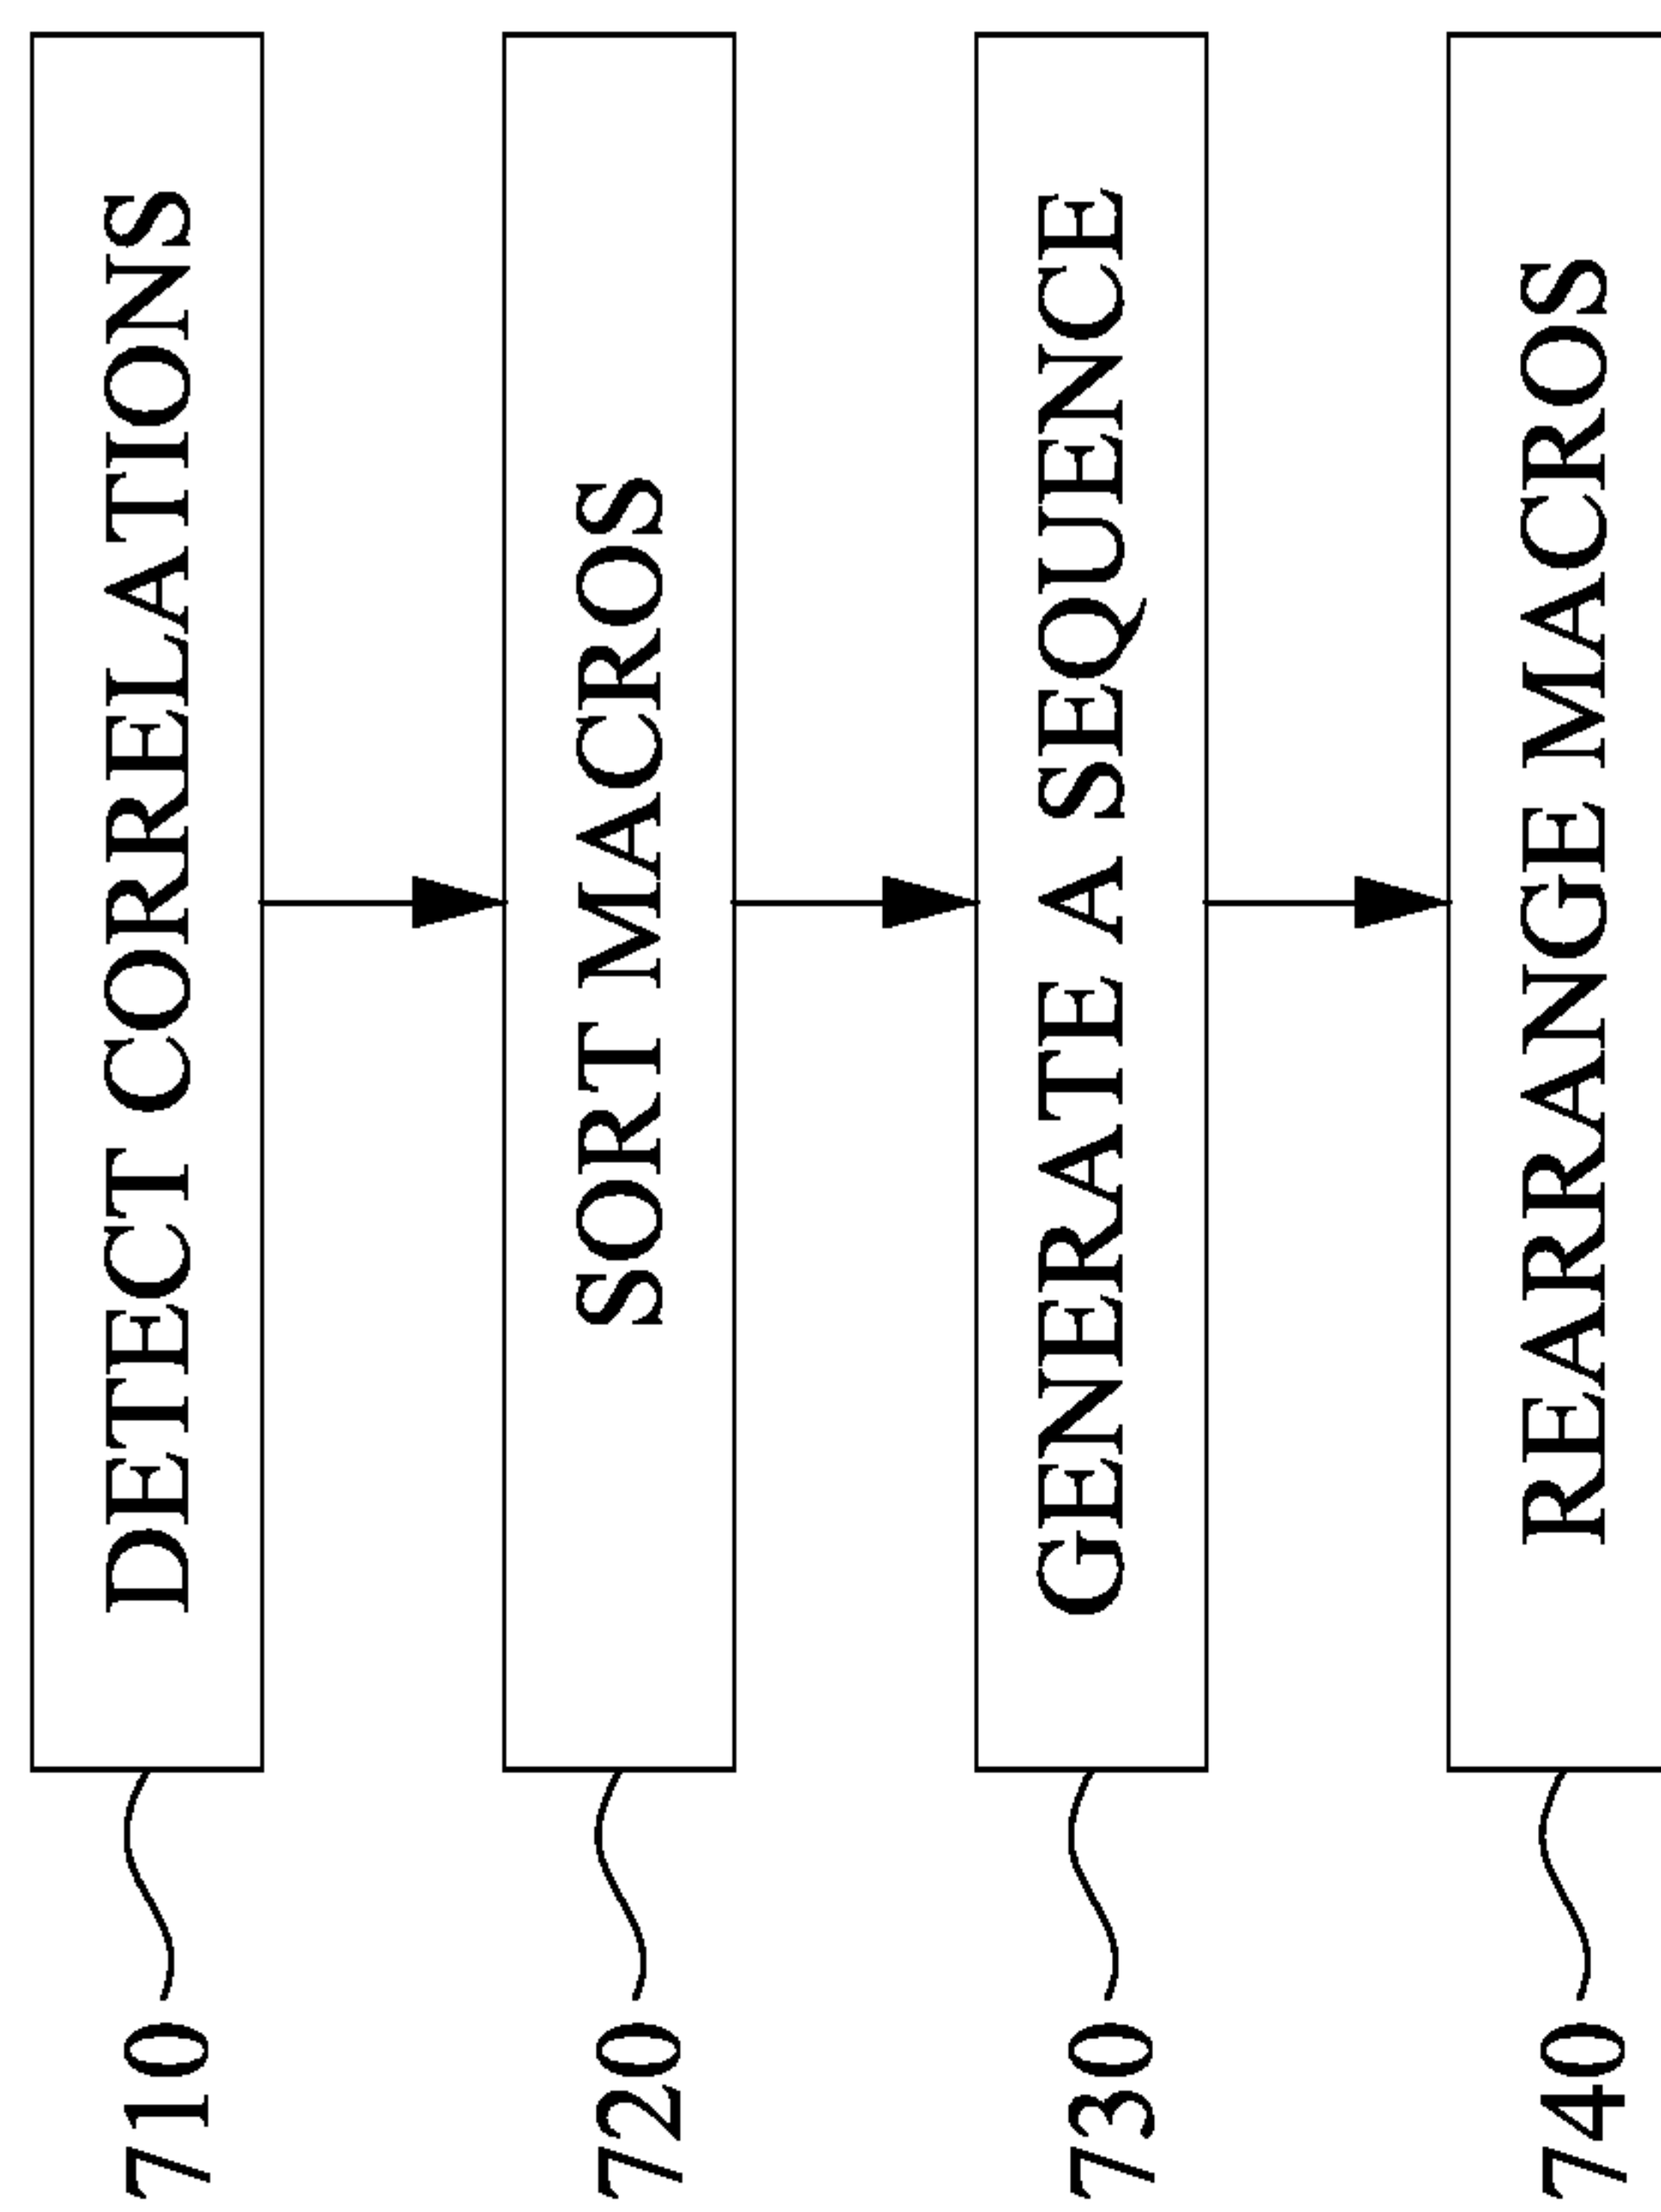 710
DETECT CORRELATIONS
720
SORT MACROS
730
GENERATE A SEQUENCE
740
REARRANGE MACROS